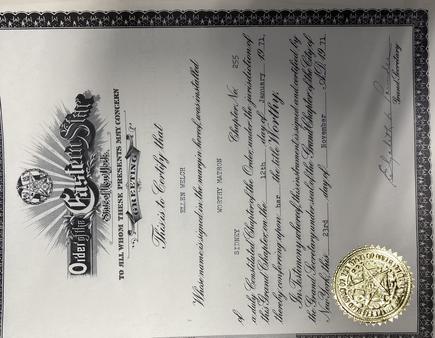 Order of the
Eastern Star
State of New York
TO ALL WHOM THESE PRESENTS MAY CONCERN
GREETING
This is to Certify that
ELLEN WELCH
Whose name is signed in the margin hereof, was installed
WORTHY MATRON
of SIDNEY Chapter, No 255
a duly Constituted Chapter of the Order, under the jurisdiction of
this Grand Chapter, on the 12th day of January 1971,
thereby conferring upon her the title Worthy.
In Testimony whereof, this instrument is signed and certified by
the Grand Secretary under seal of the Grand Chapter of the City of
New York this 23rd day of November A.D. 1971
Grand Secretary